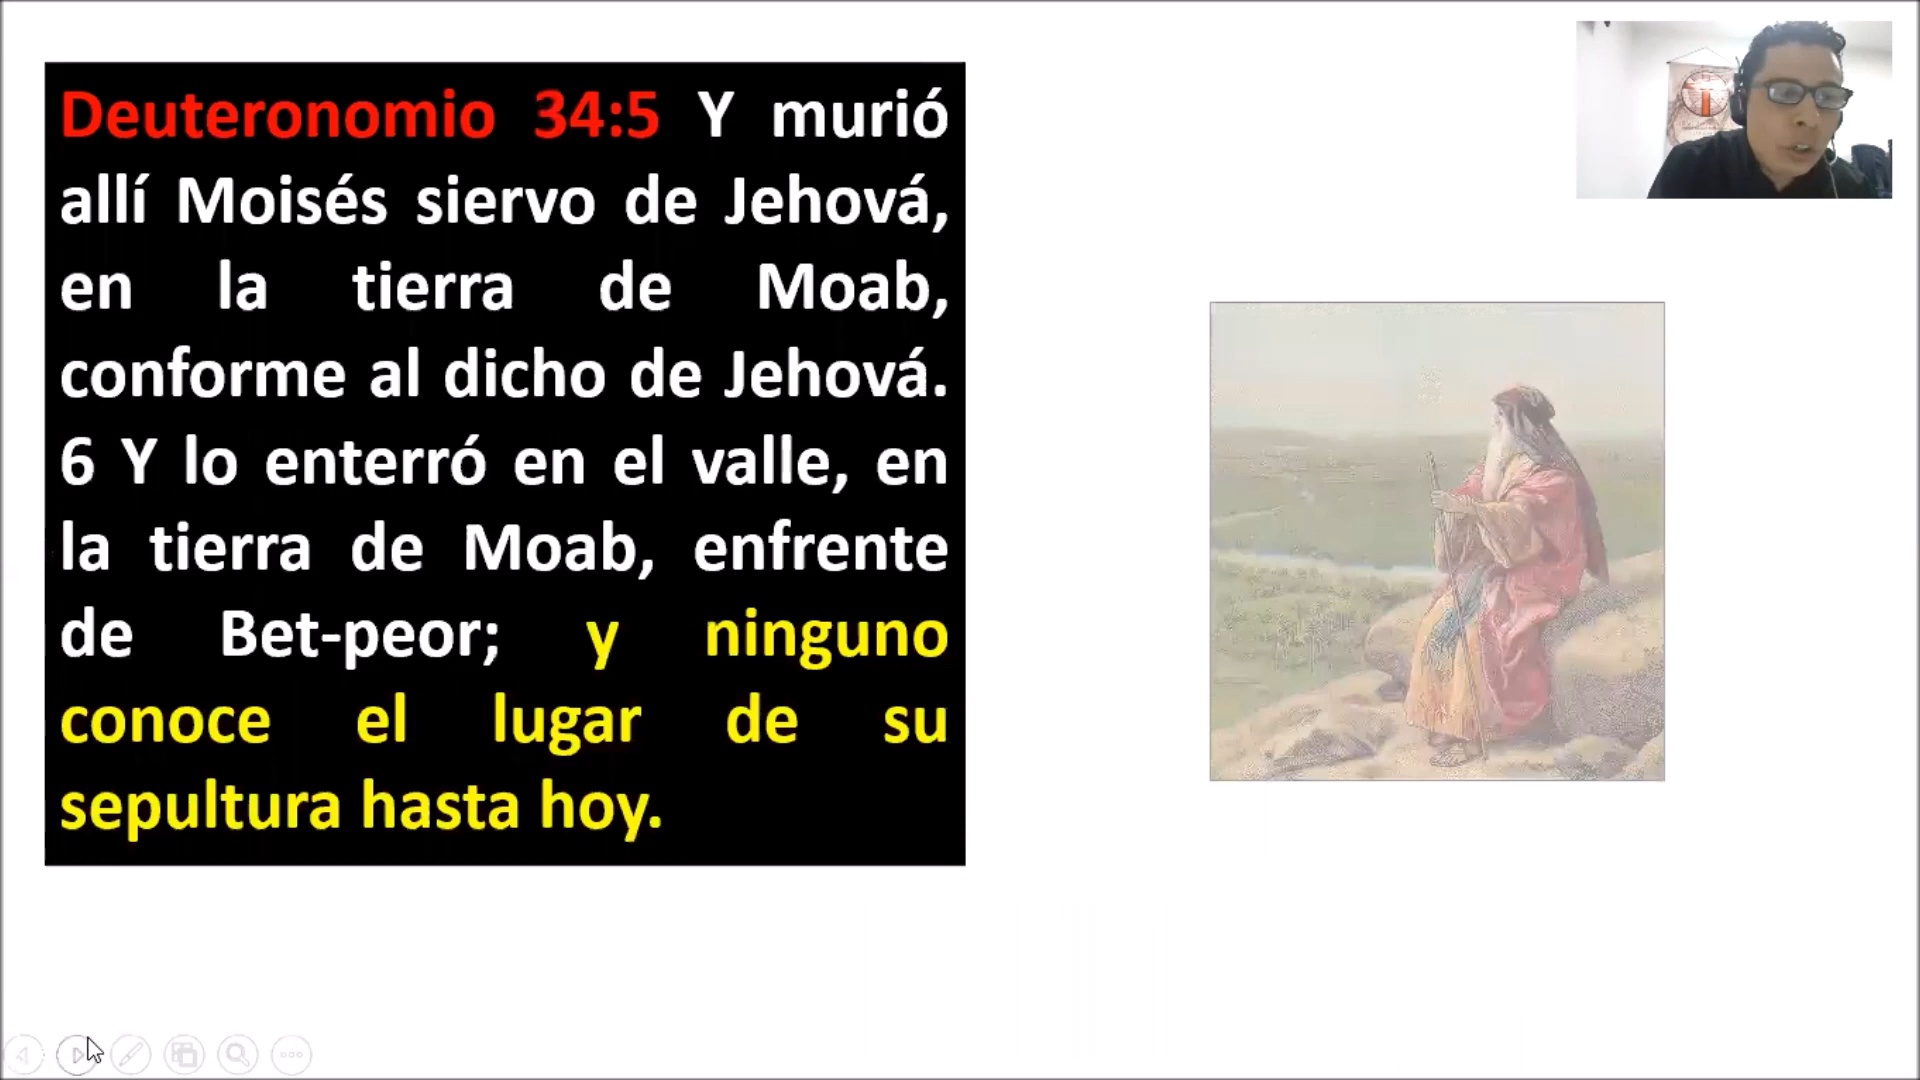 Deuteronomio 34:5 Y murió
allí Moisés siervo de Jehová,
en la tierra de Moab,
conforme al dicho de Jehová.
6 Y lo enterró en el valle, en
la tierra de Moab, enfrente
de Bet-peor; y ninguno
conoce el lugar de su
sepultura hasta hoy.